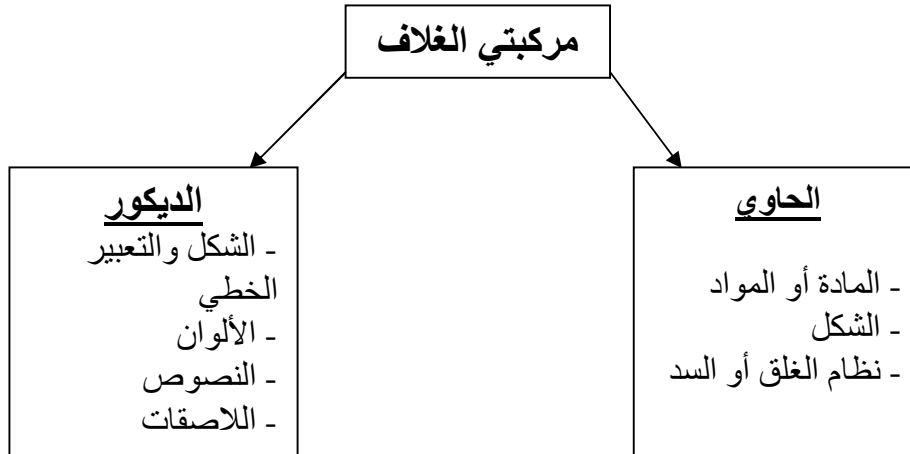 مركبتي الغلاف
الحاوي
- المادة أو المواد
- الشكل
- نظام الغلق أو السد
الديكور
- الشكل والتعبير
الخطي
- الألوان
- النصوص
- اللاصقات